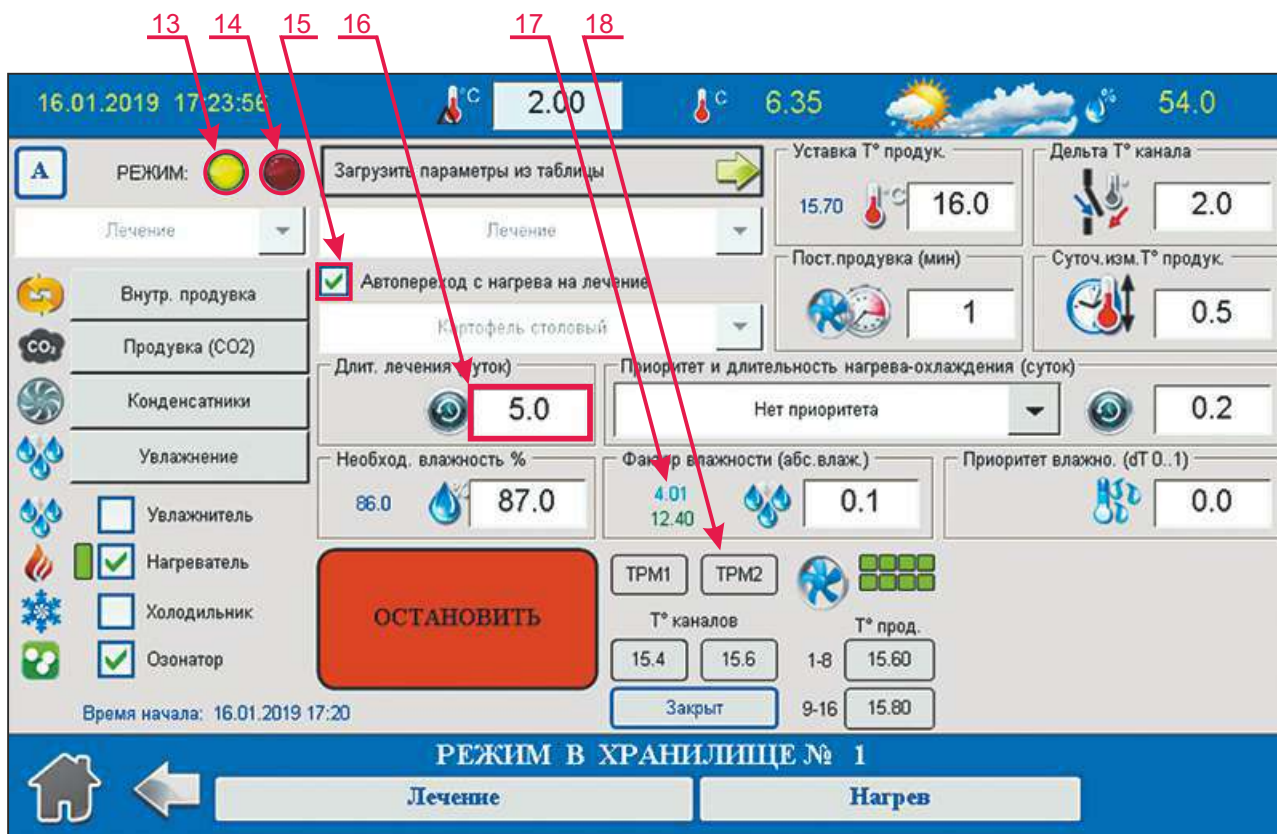 13 14 15 16 17 18
16.01.2019 17:23:56 °C 2.00 °C 6.35 % 54.0
A РЕЖИМ: Загрузить параметры из таблицы
Уставка Т° продук. Дельта Т° канала
15.70 °C 16.0 2.0
Лечение Лечение
Автопереход с нагрева на лечение
Пост.продувка (мин) Суточ.изм.Т° продук.
1 0.5
Внутр. продувка
Картофель столовый
CO2 Продувка (CO2)
Длит. лечения (суток) Приоритет и длительность нагрева-охлаждения (суток)
Конденсатники 5.0 Нет приоритета 0.2
Увлажнение
Необход. влажность % Фактор влажности (абс.влаж.) Приоритет влажно. (dT 0..1)
86.0 % 87.0 4.01 0.1 0.0
12.40
Увлажнитель
Нагреватель
Холодильник
Озонатор
ОСТАНОВИТЬ
ТРМ1 ТРМ2
Т° каналов Т° прод.
15.4 15.6 1-8 15.60
Закрыт 9-16 15.80
Время начала: 16.01.2019 17:20
РЕЖИМ В ХРАНИЛИЩЕ № 1
Лечение Нагрев